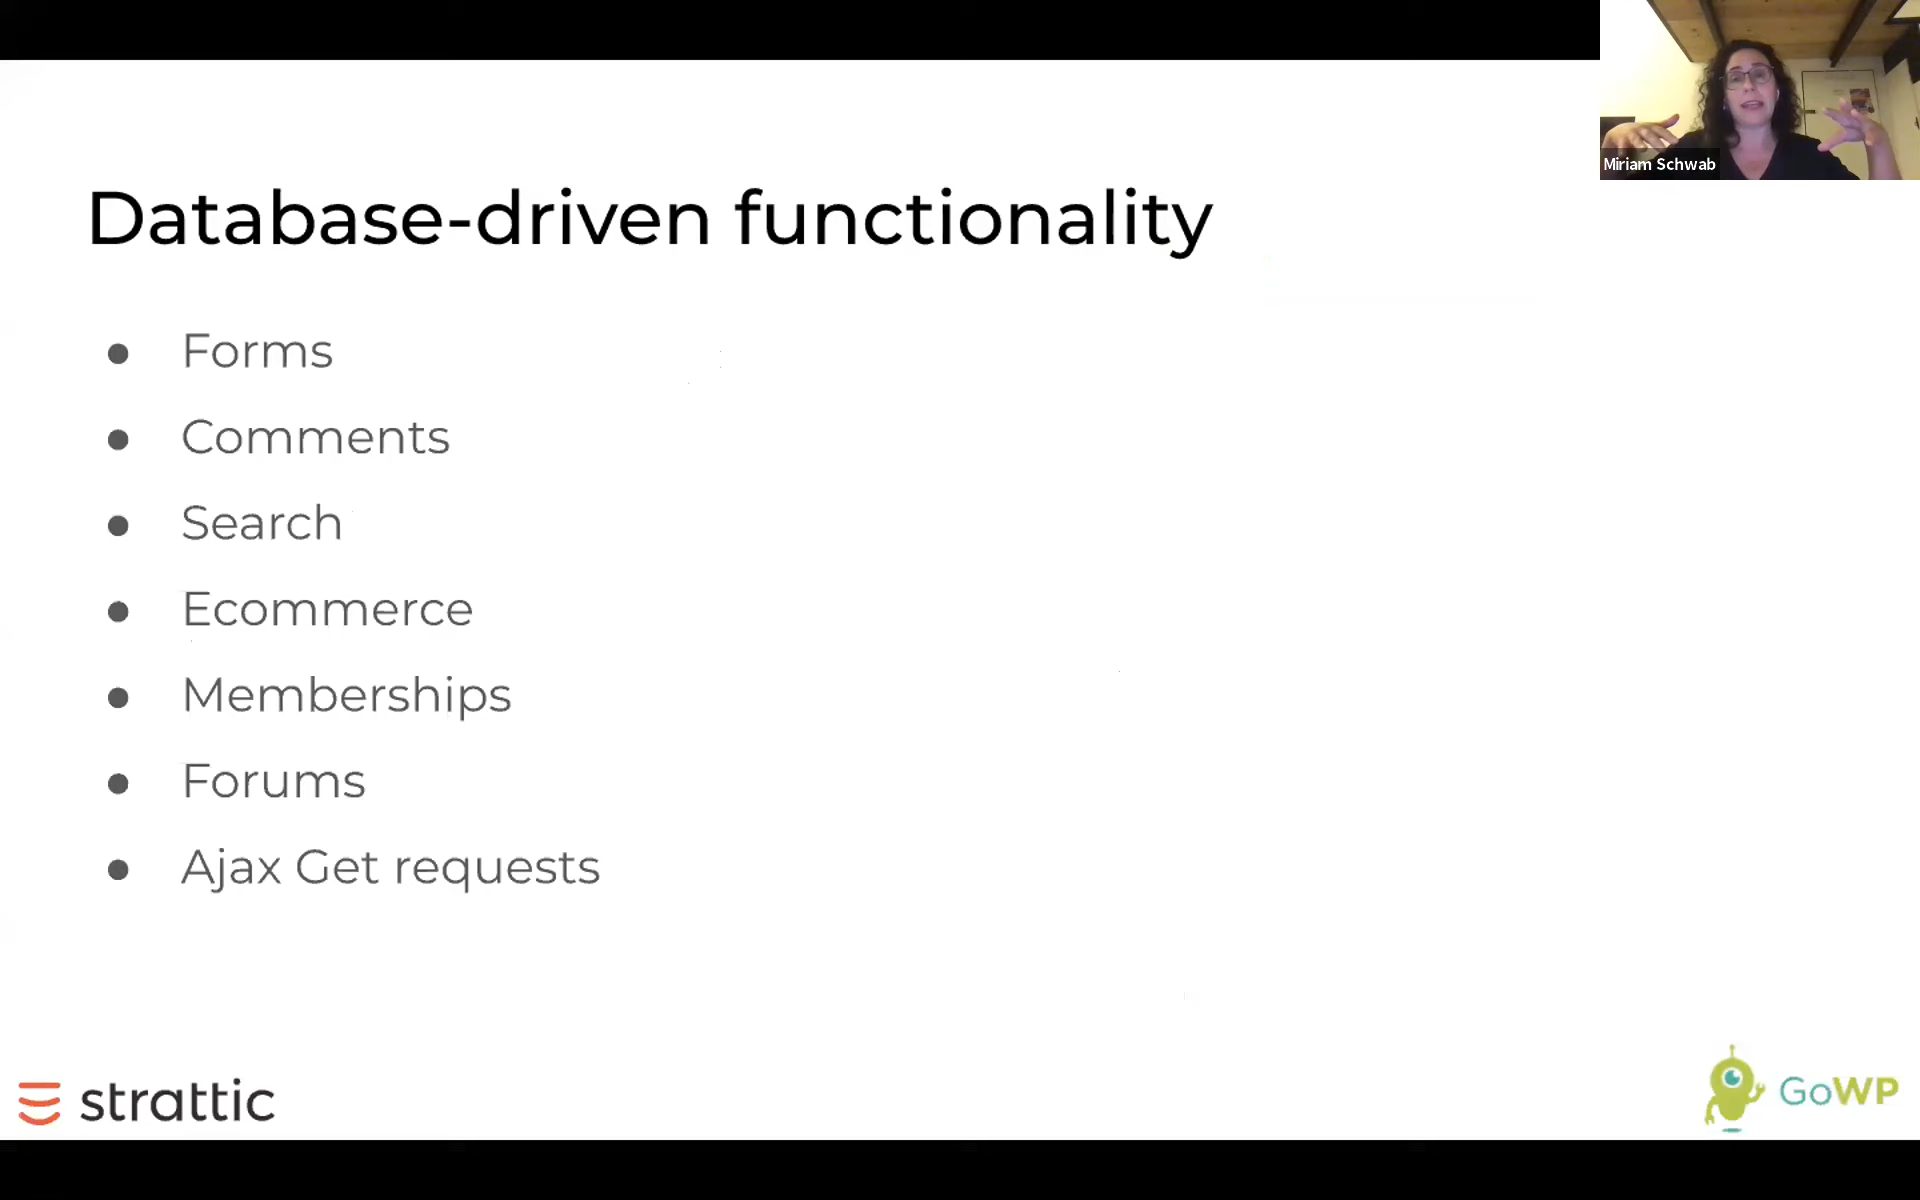 Miriam Schwab
Database-driven functionality
● Forms
● Comments
● Search
● Ecommerce
● Memberships
● Forums
● Ajax Get requests
strattic
GoWP